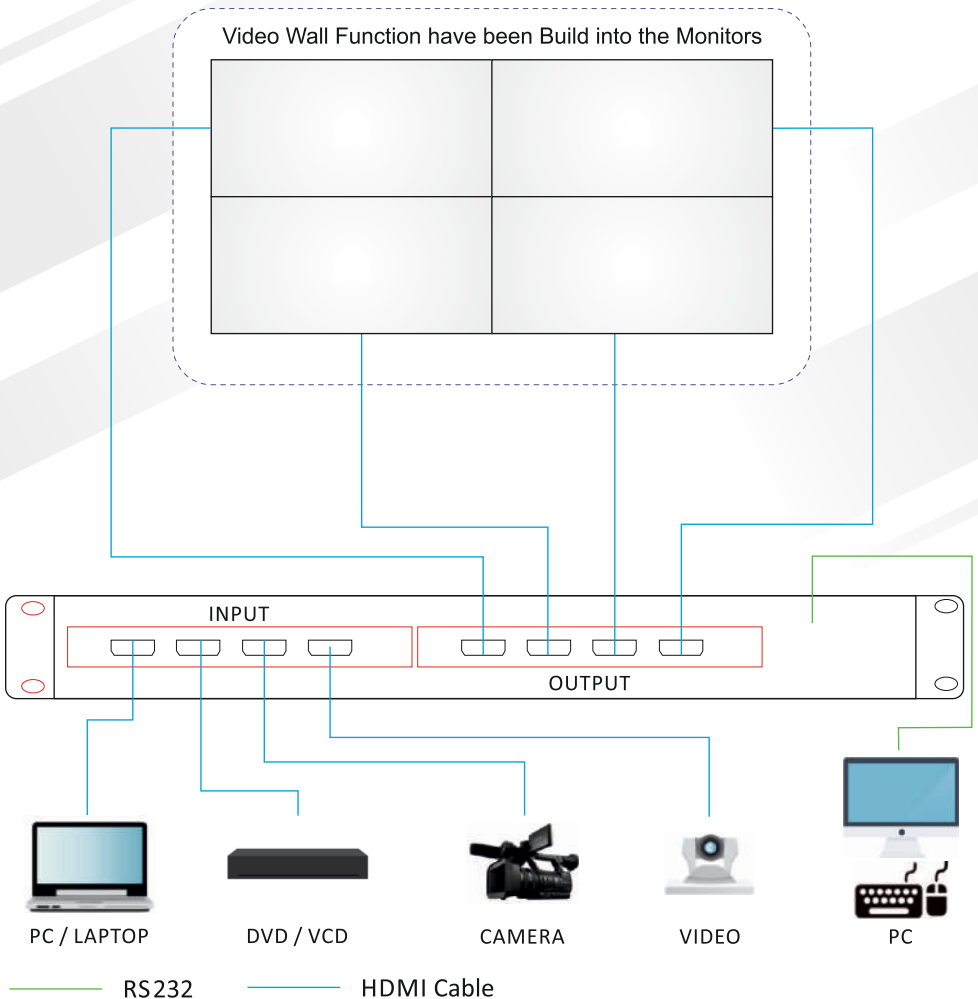 Video Wall Function have been Build into the Monitors
INPUT
OUTPUT
PC / LAPTOP
DVD / VCD
CAMERA
VIDEO
PC
RS232
HDMI Cable